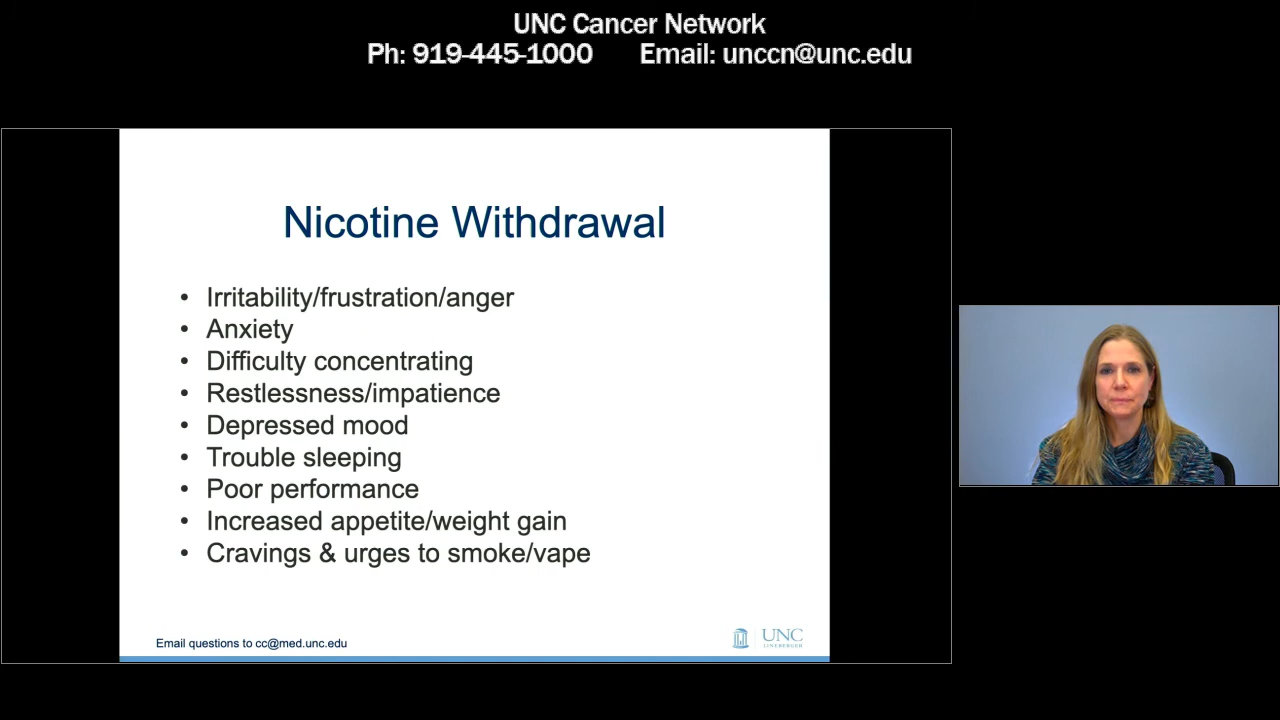 UNC Cancer Network
Ph: 919-445-1000 Email: unccn@unc.edu
Nicotine Withdrawal
• Irritability/frustration/anger
• Anxiety
• Difficulty concentrating
• Restlessness/impatience
• Depressed mood
• Trouble sleeping
• Poor performance
• Increased appetite/weight gain
• Cravings & urges to smoke/vape
Email questions to cc@med.unc.edu
UNC
LINEBERGER